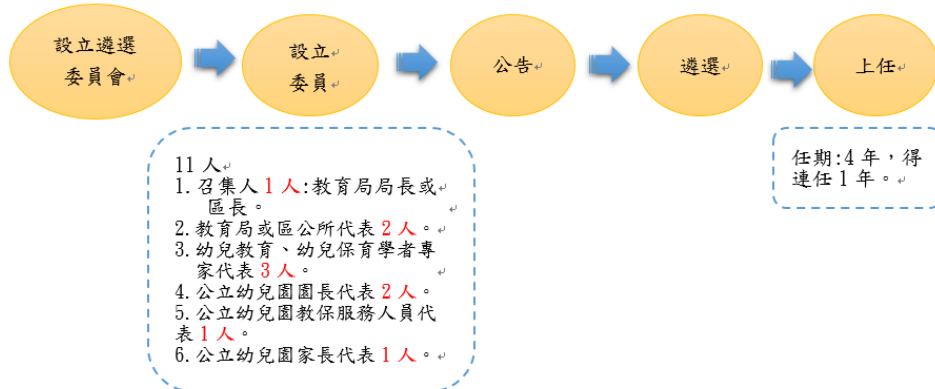 設立遴選
委員會
設立
委員
公告
遴選
上任
11 人
1. 召集人 1 人:教育局局長或
區長。
2. 教育局或區公所代表 2 人。
3. 幼兒教育、幼兒保育學者專
家代表 3 人。
4. 公立幼兒園園長代表 2 人。
5. 公立幼兒園教保服務人員代
表 1 人。
6. 公立幼兒園家長代表 1 人。
任期:4 年，得
連任 1 年。